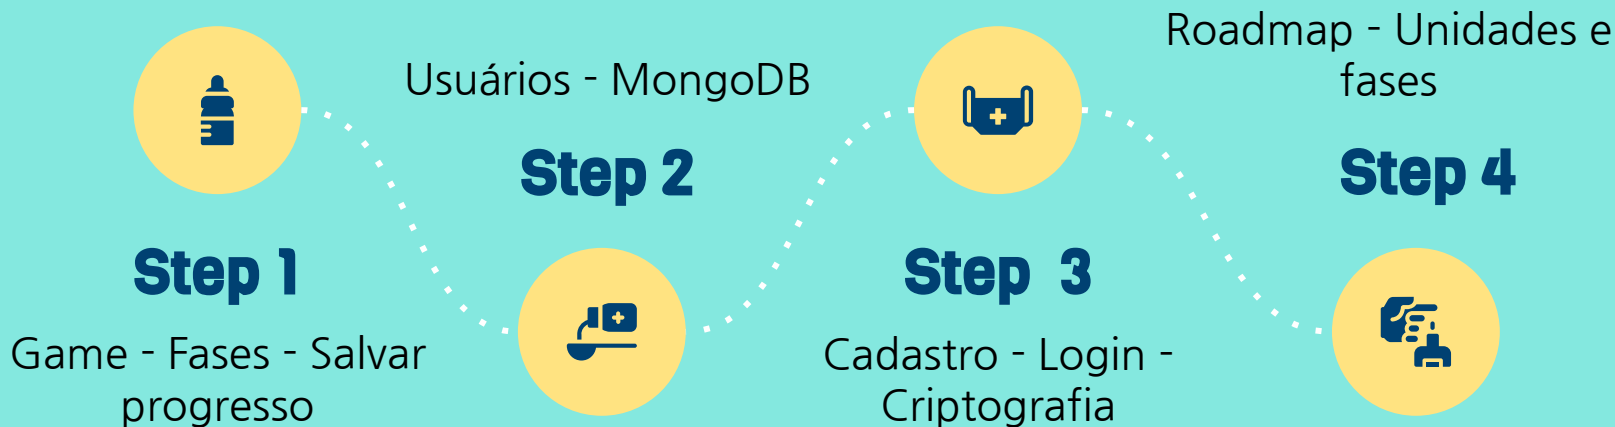 Step 1
Game - Fases - Salvar
progresso
Usuários - MongoDB
Step 2
Step 3
Cadastro - Login -
Criptografia
Roadmap - Unidades e
fases
Step 4